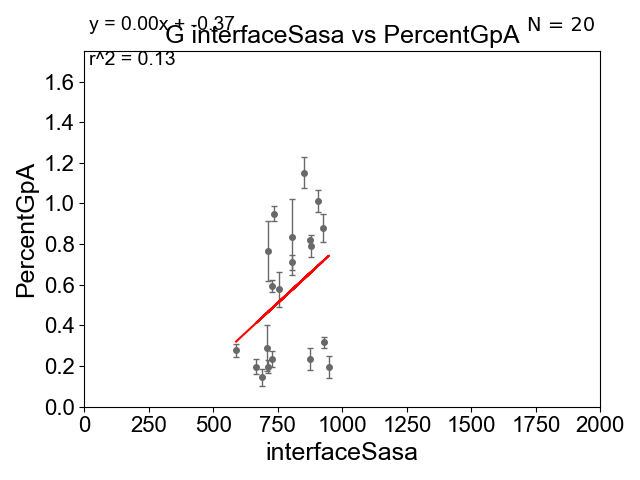 y = 0.00x + -0.37
N = 20
G interfaceSasa vs PercentGpA
r^2 = 0.13
PercentGpA
1.6
1.4
1.2
1.0
0.8
0.6
0.4
0.2
0.0
0 250 500 750 1000 1250 1500 1750 2000
interfaceSasa